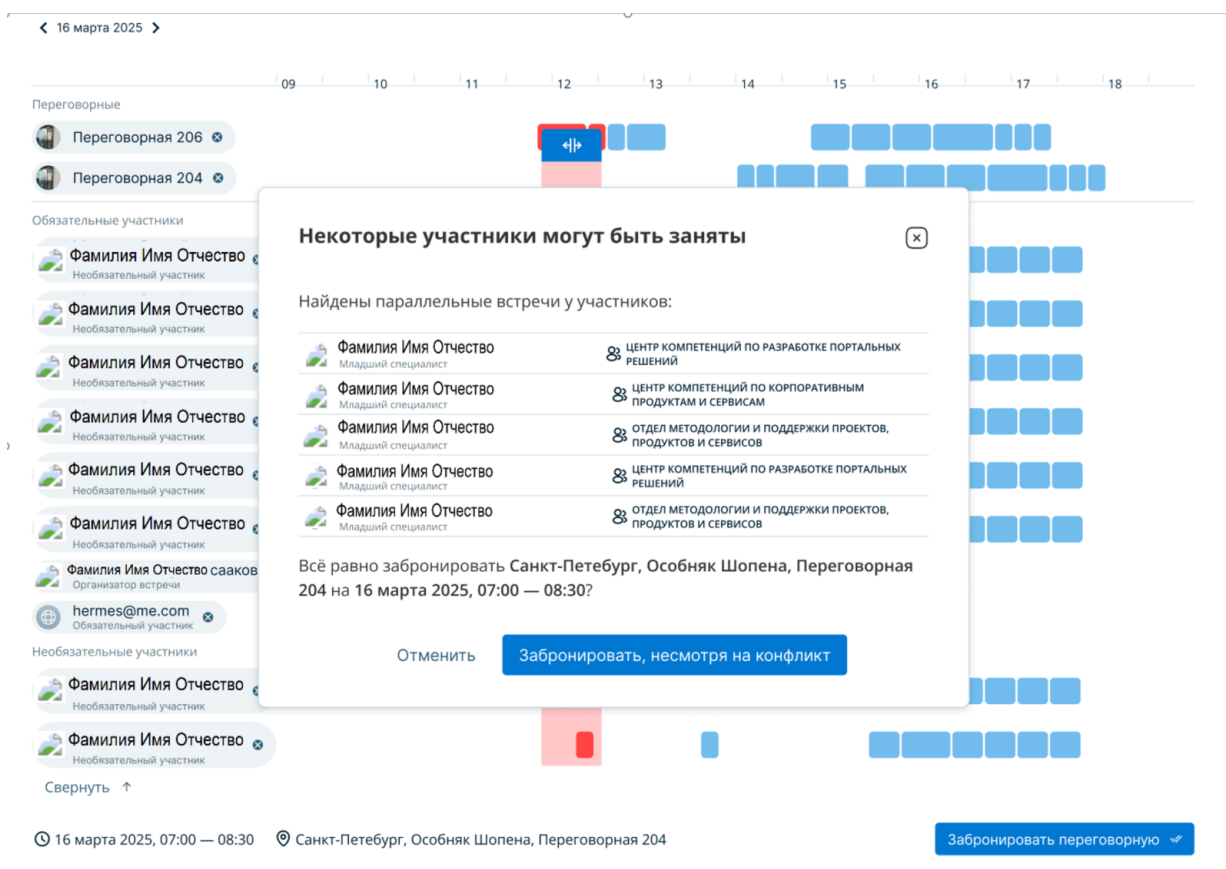 16 марта 2025
09 10 11 12 13 14 15 16 17 18
Переговорные
Переговорная 206
Переговорная 204
Обязательные участники
Фамилия Имя Отчество
Необязательный участник
Фамилия Имя Отчество
Необязательный участник
Фамилия Имя Отчество
Необязательный участник
Фамилия Имя Отчество
Необязательный участник
Фамилия Имя Отчество
Необязательный участник
Фамилия Имя Отчество
Необязательный участник
Фамилия Имя Отчество сааков
Организатор встречи
hermes@me.com
Обязательный участник
Необязательные участники
Фамилия Имя Отчество
Необязательный участник
Фамилия Имя Отчество
Необязательный участник
Свернуть
Некоторые участники могут быть заняты
Найдены параллельные встречи у участников:
Фамилия Имя Отчество
Младший специалист
ЦЕНТР КОМПЕТЕНЦИЙ ПО РАЗРАБОТКЕ ПОРТАЛЬНЫХ
РЕШЕНИЙ
Фамилия Имя Отчество
Младший специалист
ЦЕНТР КОМПЕТЕНЦИЙ ПО КОРПОРАТИВНЫМ
ПРОДУКТАМ И СЕРВИСАМ
Фамилия Имя Отчество
Младший специалист
ОТДЕЛ МЕТОДОЛОГИИ И ПОДДЕРЖКИ ПРОЕКТОВ,
ПРОДУКТОВ И СЕРВИСОВ
Фамилия Имя Отчество
Младший специалист
ЦЕНТР КОМПЕТЕНЦИЙ ПО РАЗРАБОТКЕ ПОРТАЛЬНЫХ
РЕШЕНИЙ
Фамилия Имя Отчество
Младший специалист
ОТДЕЛ МЕТОДОЛОГИИ И ПОДДЕРЖКИ ПРОЕКТОВ,
ПРОДУКТОВ И СЕРВИСОВ
Всё равно забронировать Санкт-Петебург, Особняк Шопена, Переговорная
204 на 16 марта 2025, 07:00 — 08:30?
Отменить
Забронировать, несмотря на конфликт
16 марта 2025, 07:00 — 08:30
Санкт-Петебург, Особняк Шопена, Переговорная 204
Забронировать переговорную